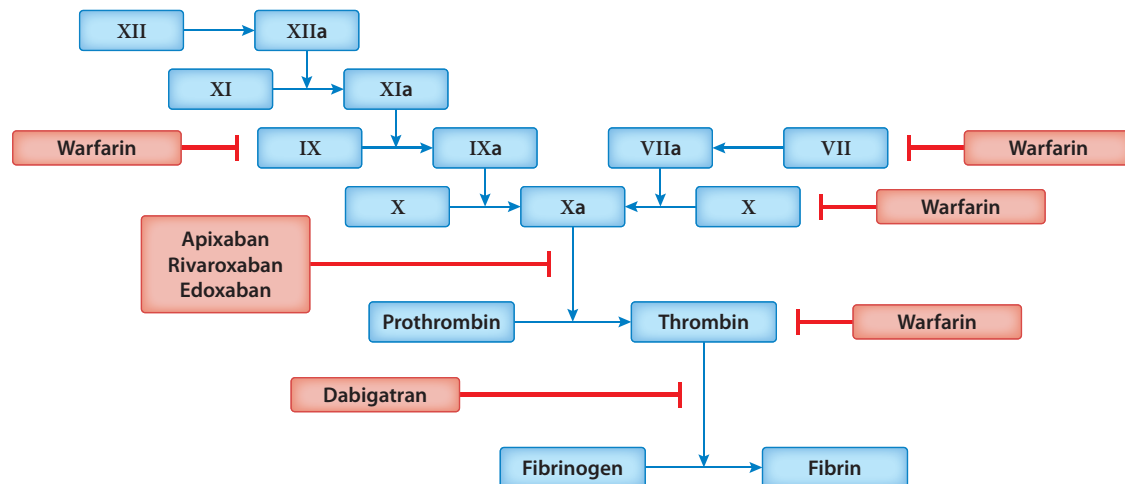 XII
XIIa
XI
XIa
Warfarin
IX
IXa
VIIa
VII
Warfarin
X
Xa
X
Warfarin
Apixaban
Rivaroxaban
Edoxaban
Prothrombin
Thrombin
Warfarin
Dabigatran
Fibrinogen
Fibrin